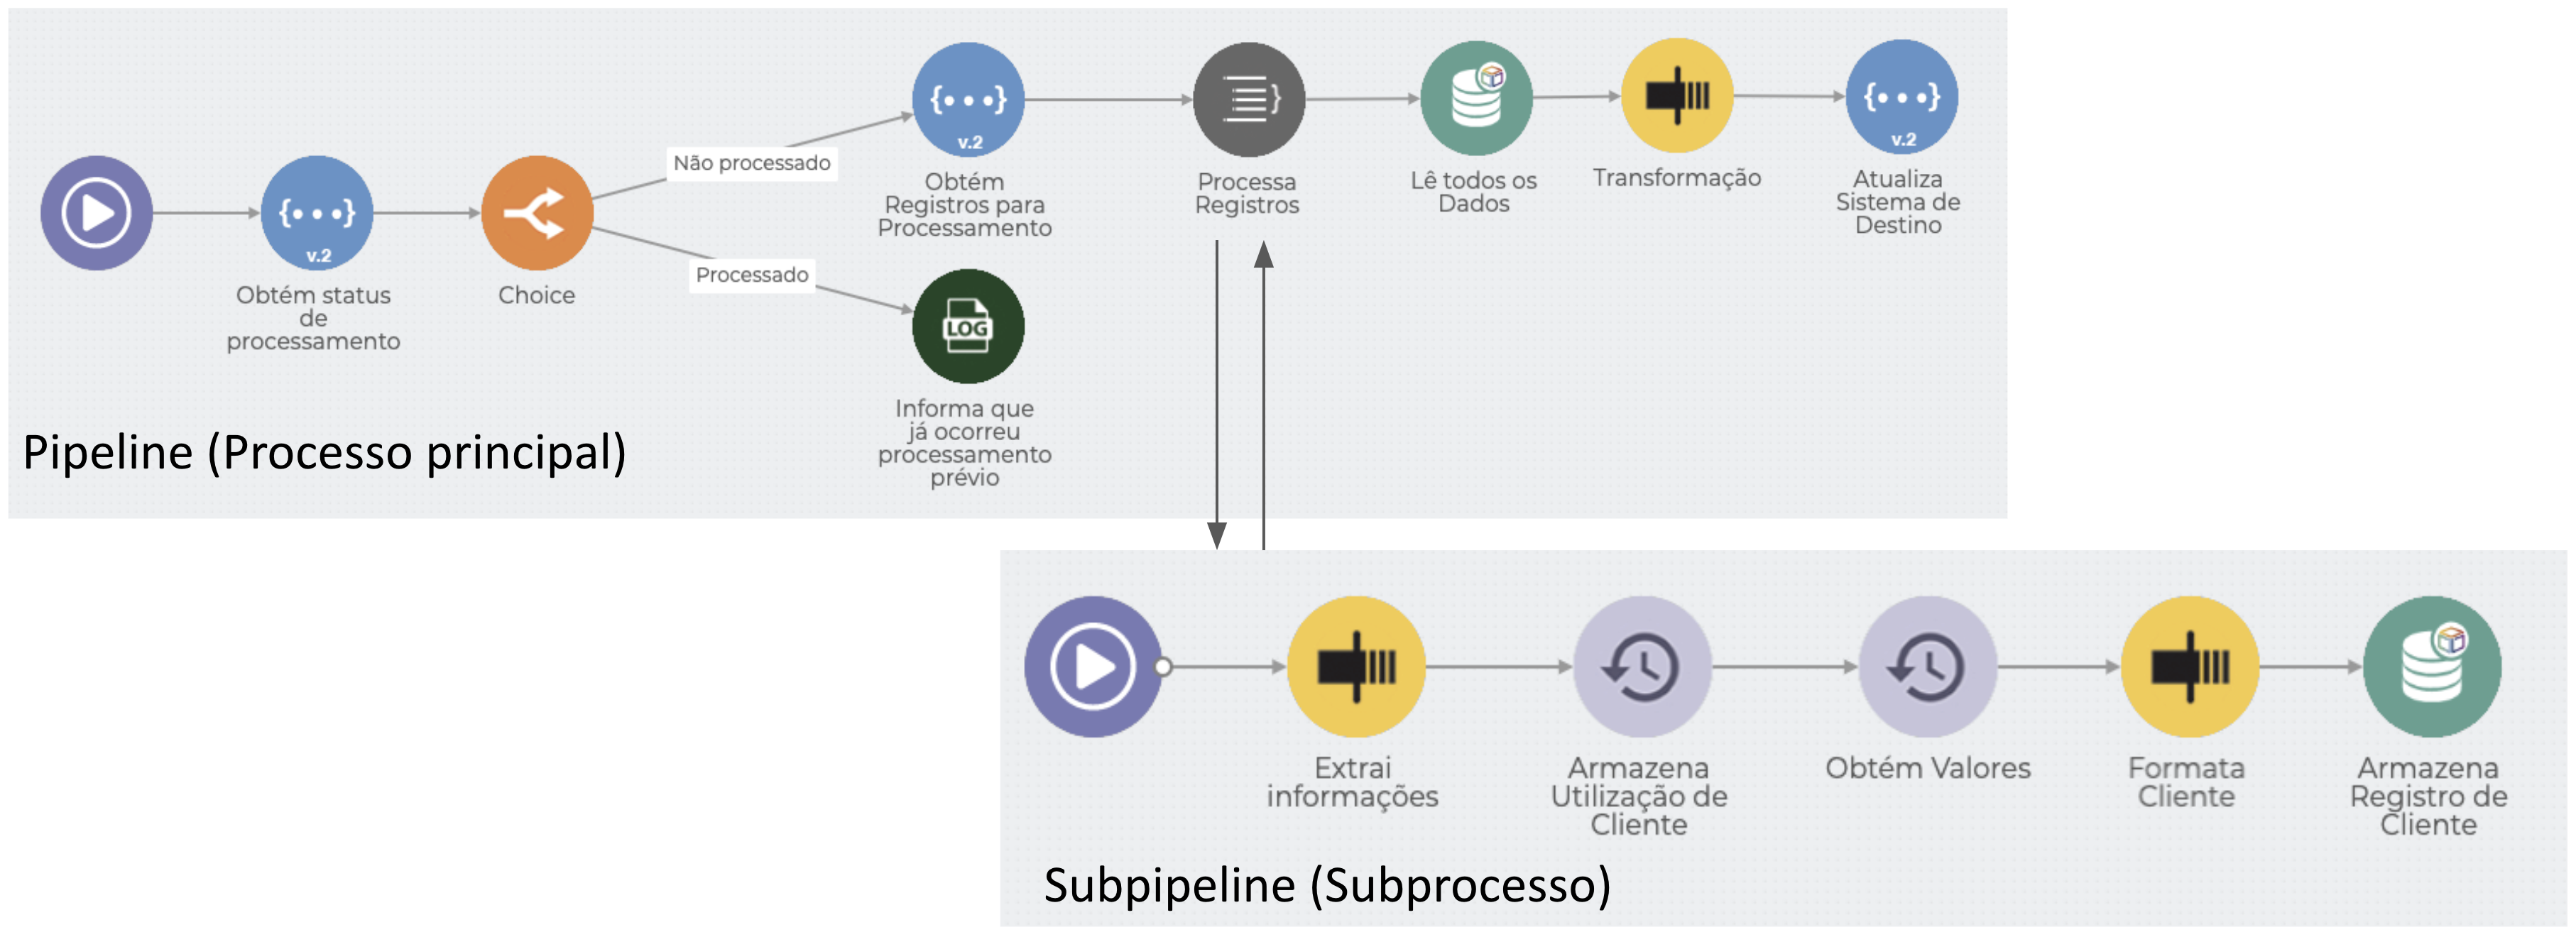 {•••}
v.2
Obtém status
de
processamento
Choice
Não processado
Processado
{•••}
v.2
Obtém
Registros para
Processamento
LOG
Informa que
já ocorreu
processamento
prévio
Processa
Registros
Lê todos os
Dados
Transformação
{•••}
v.2
Atualiza
Sistema de
Destino
Pipeline (Processo principal)
Extrai
informações
Armazena
Utilização de
Cliente
Obtém Valores
Formata
Cliente
Armazena
Registro de
Cliente
Subpipeline (Subprocesso)